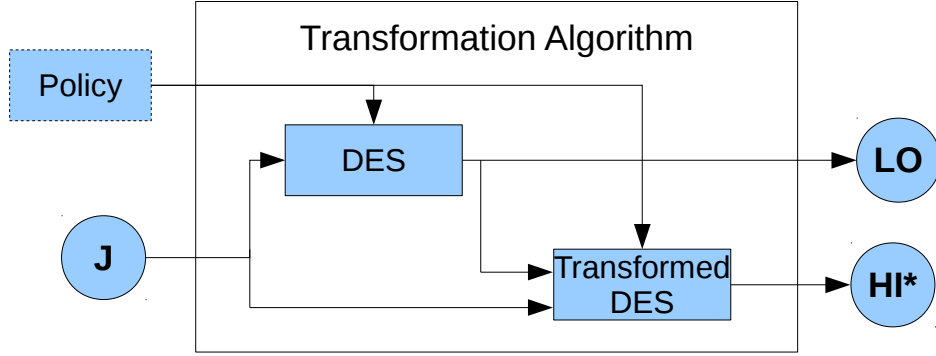 Transformation Algorithm
Policy
DES
LO
J
Transformed
DES
HI*